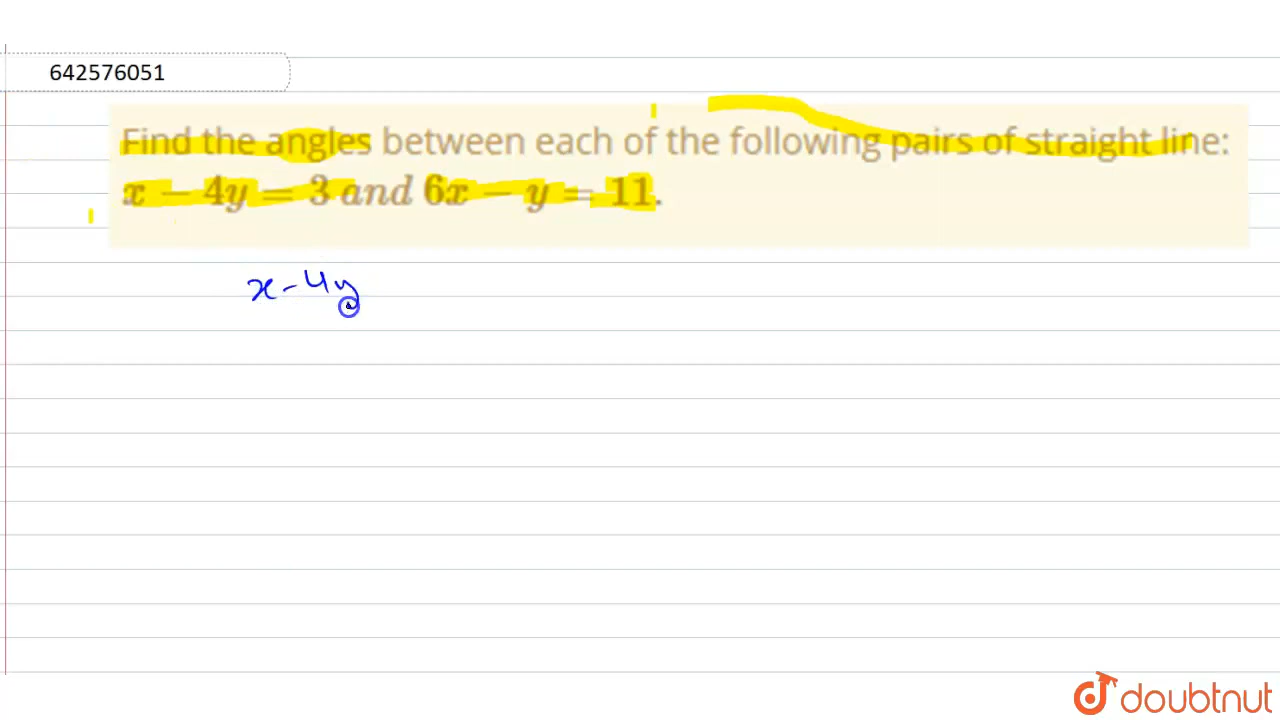 642576051
Find the angles between each of the following pairs of straight line:
x − 4y = 3 and 6x − y = 11.
x - 4y
doubtnut